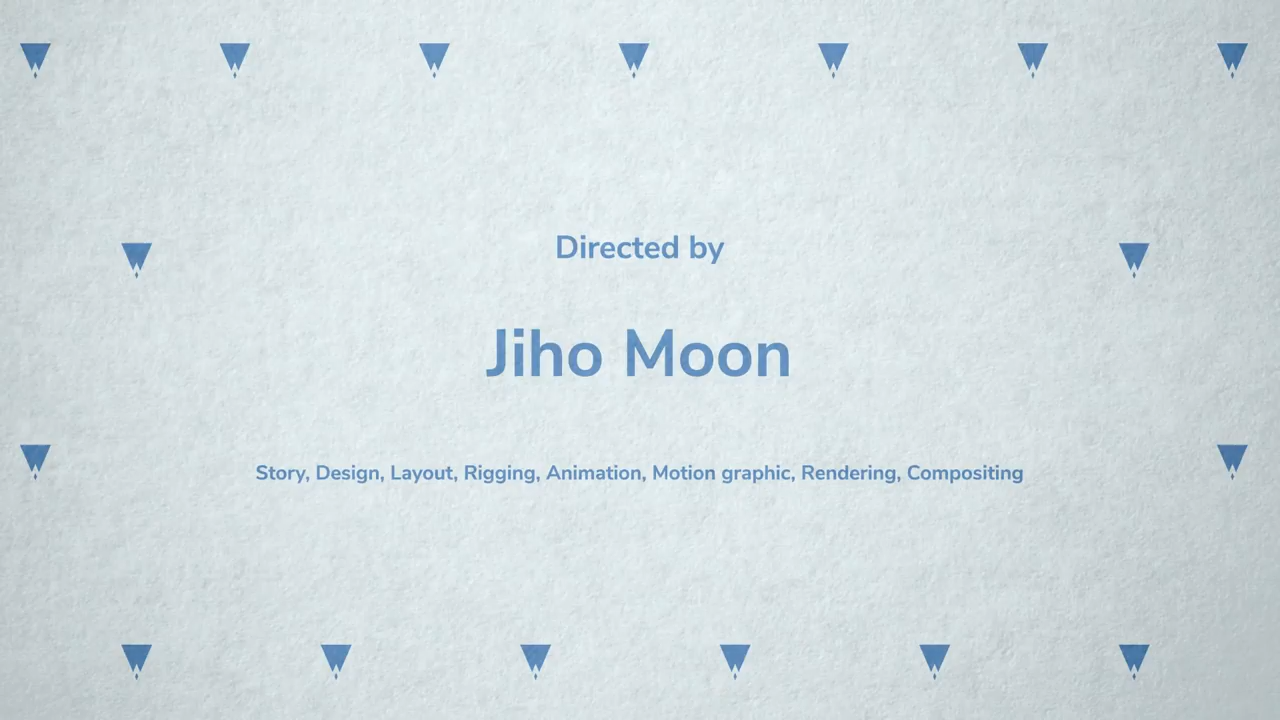 Directed by
Jiho Moon
Story, Design, Layout, Rigging, Animation, Motion graphic, Rendering, Compositing